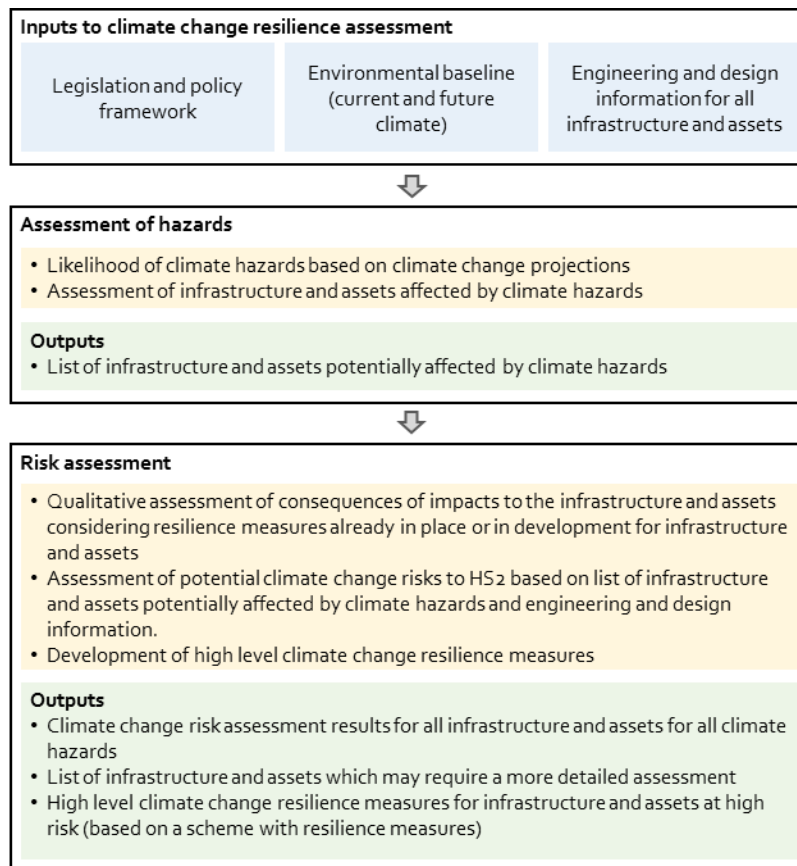 Inputs to climate change resilience assessment
Legislation and policy
framework
Environmental baseline
(current and future
climate)
Engineering and design
information for all
infrastructure and assets
Assessment of hazards
• Likelihood of climate hazards based on climate change projections
• Assessment of infrastructure and assets affected by climate hazards
Outputs
• List of infrastructure and assets potentially affected by climate hazards
Risk assessment
• Qualitative assessment of consequences of impacts to the infrastructure and assets
considering resilience measures already in place or in development for infrastructure
and assets
• Assessment of potential climate change risks to HS2 based on list of infrastructure
and assets potentially affected by climate hazards and engineering and design
information.
• Development of high level climate change resilience measures
Outputs
• Climate change risk assessment results for all infrastructure and assets for all climate
hazards
• List of infrastructure and assets which may require a more detailed assessment
• High level climate change resilience measures for infrastructure and assets at high
risk (based on a scheme with resilience measures)